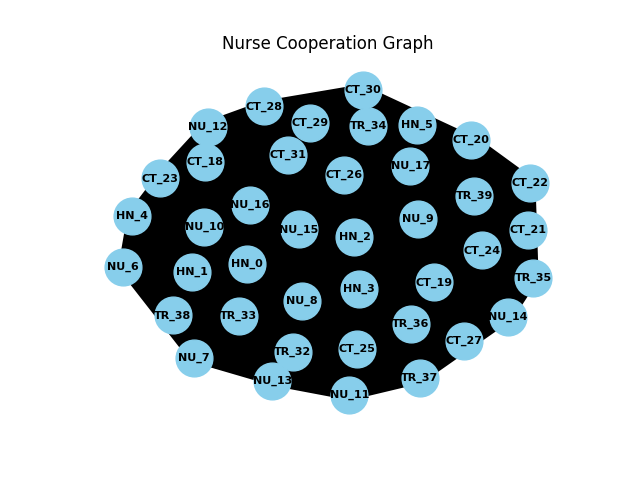 Nurse Cooperation Graph
CT_30
CT_28
CT_29
TR_34
HN_5
NU_12
CT_20
CT_31
CT_18
NU_17
CT_26
CT_23
CT_22
TR_39
NU_16
HN_4
NU_9
NU_10
NU_15
CT_21
HN_2
CT_24
HN_0
NU_6
HN_1
TR_35
CT_19
HN_3
NU_8
TR_38
TR_33
NU_14
TR_36
CT_27
CT_25
TR_32
NU_7
TR_37
NU_13
NU_11